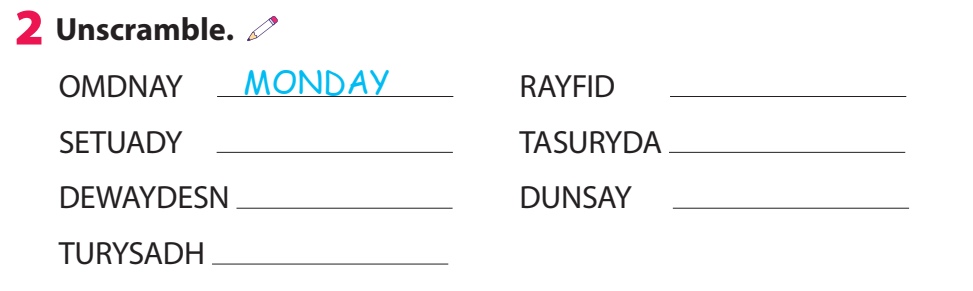 2 Unscramble.
OMDNAY MONDAY
SETUADY
DEWAYDESN
TURYSADH
RAYFID
TASURYDA
DUNSAY